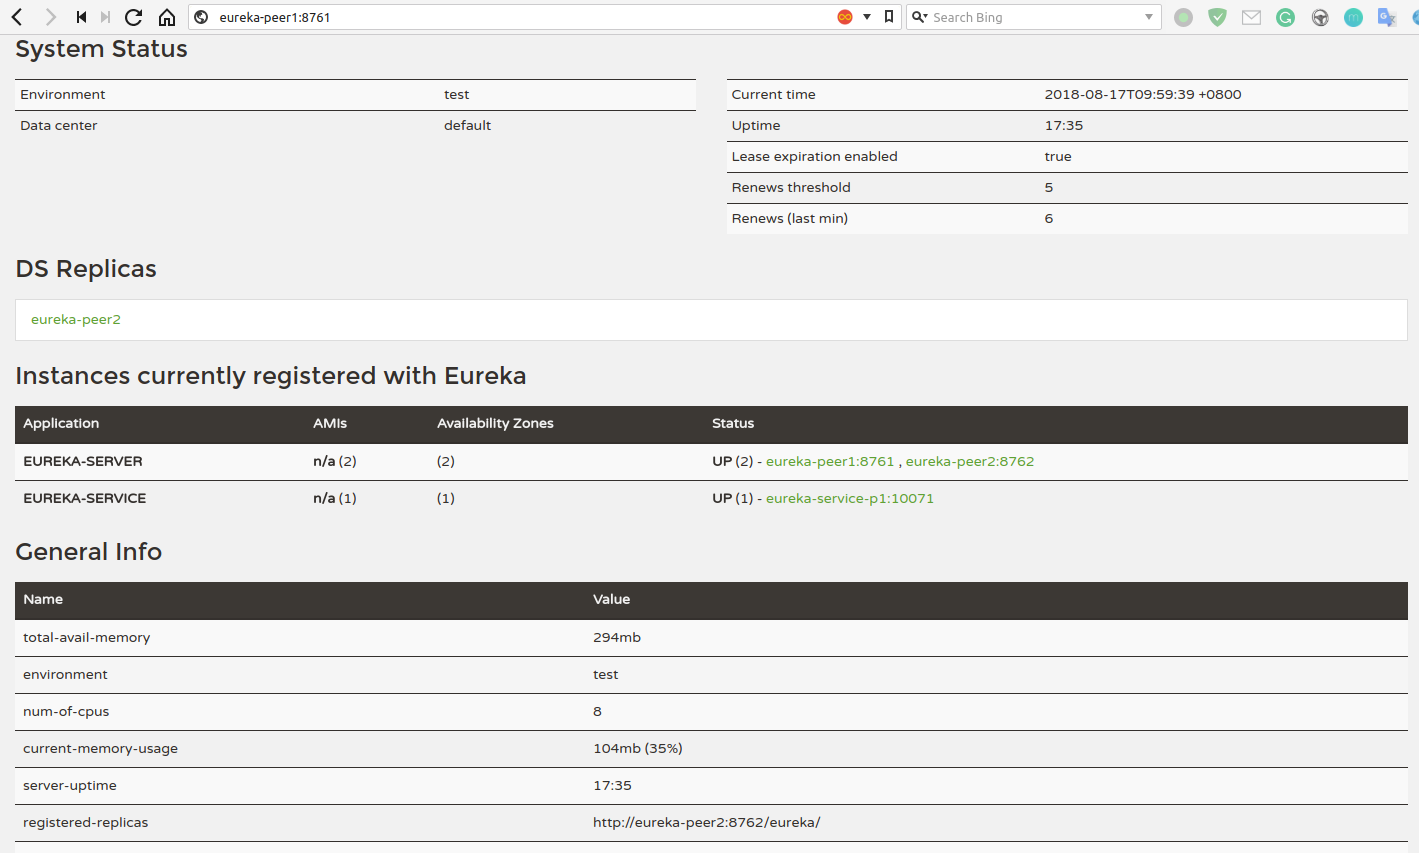 eureka-peer1:8761 Search Bing
System Status
Environment test
Data center default
Current time 2018-08-17T09:59:39 +0800
Uptime 17:35
Lease expiration enabled true
Renews threshold 5
Renews (last min) 6
DS Replicas
eureka-peer2
Instances currently registered with Eureka
Application AMIs Availability Zones Status
EUREKA-SERVER n/a (2) (2) UP (2) - eureka-peer1:8761 , eureka-peer2:8762
EUREKA-SERVICE n/a (1) (1) UP (1) - eureka-service-p1:10071
General Info
Name Value
total-avail-memory 294mb
environment test
num-of-cpus 8
current-memory-usage 104mb (35%)
server-uptime 17:35
registered-replicas http://eureka-peer2:8762/eureka/